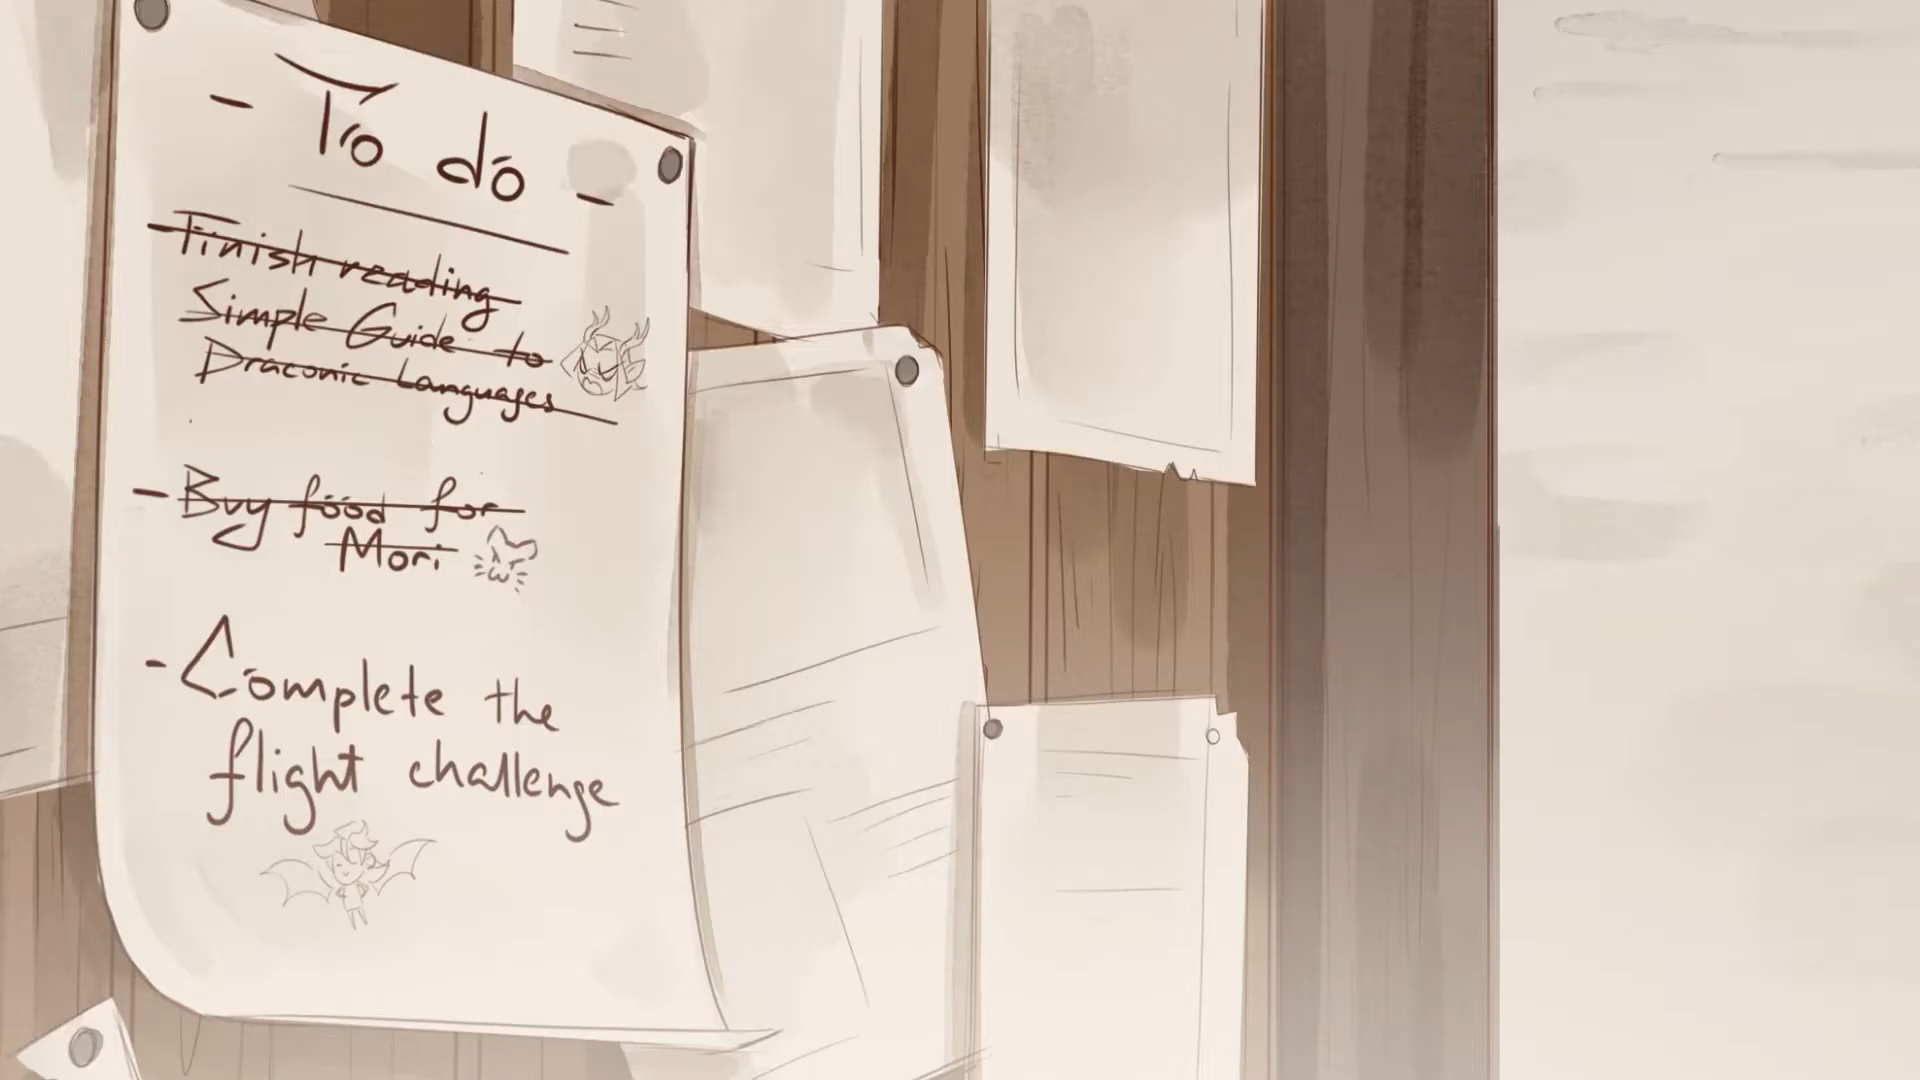 - To do -
- Finish reading
Simple Guide to
Draconic Languages
- Buy food for
Mori
- Complete the
flight challenge